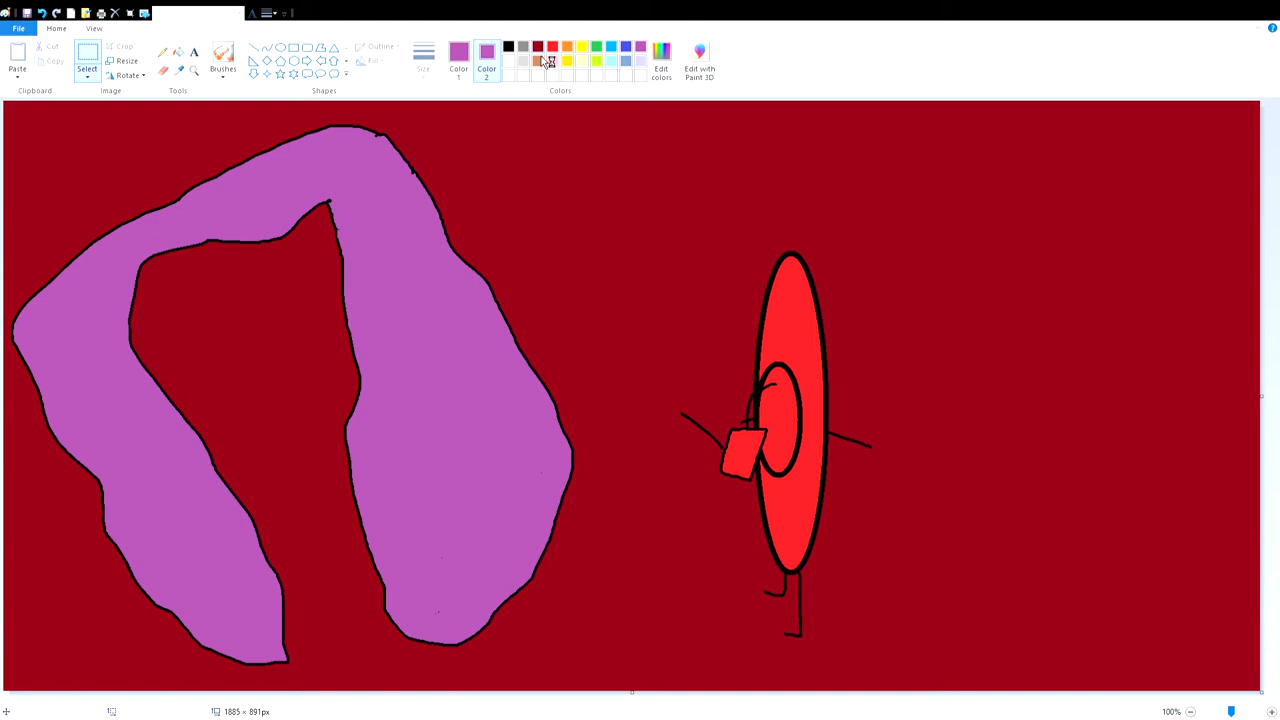 File Home View
Paste Cut Copy
Select Crop Resize Rotate
A
Brushes
Outline Fill
Size
Color 1 Color 2
Edit colors
Edit with Paint 3D
Clipboard Image Tools Shapes Colors
1885 × 891px 100%